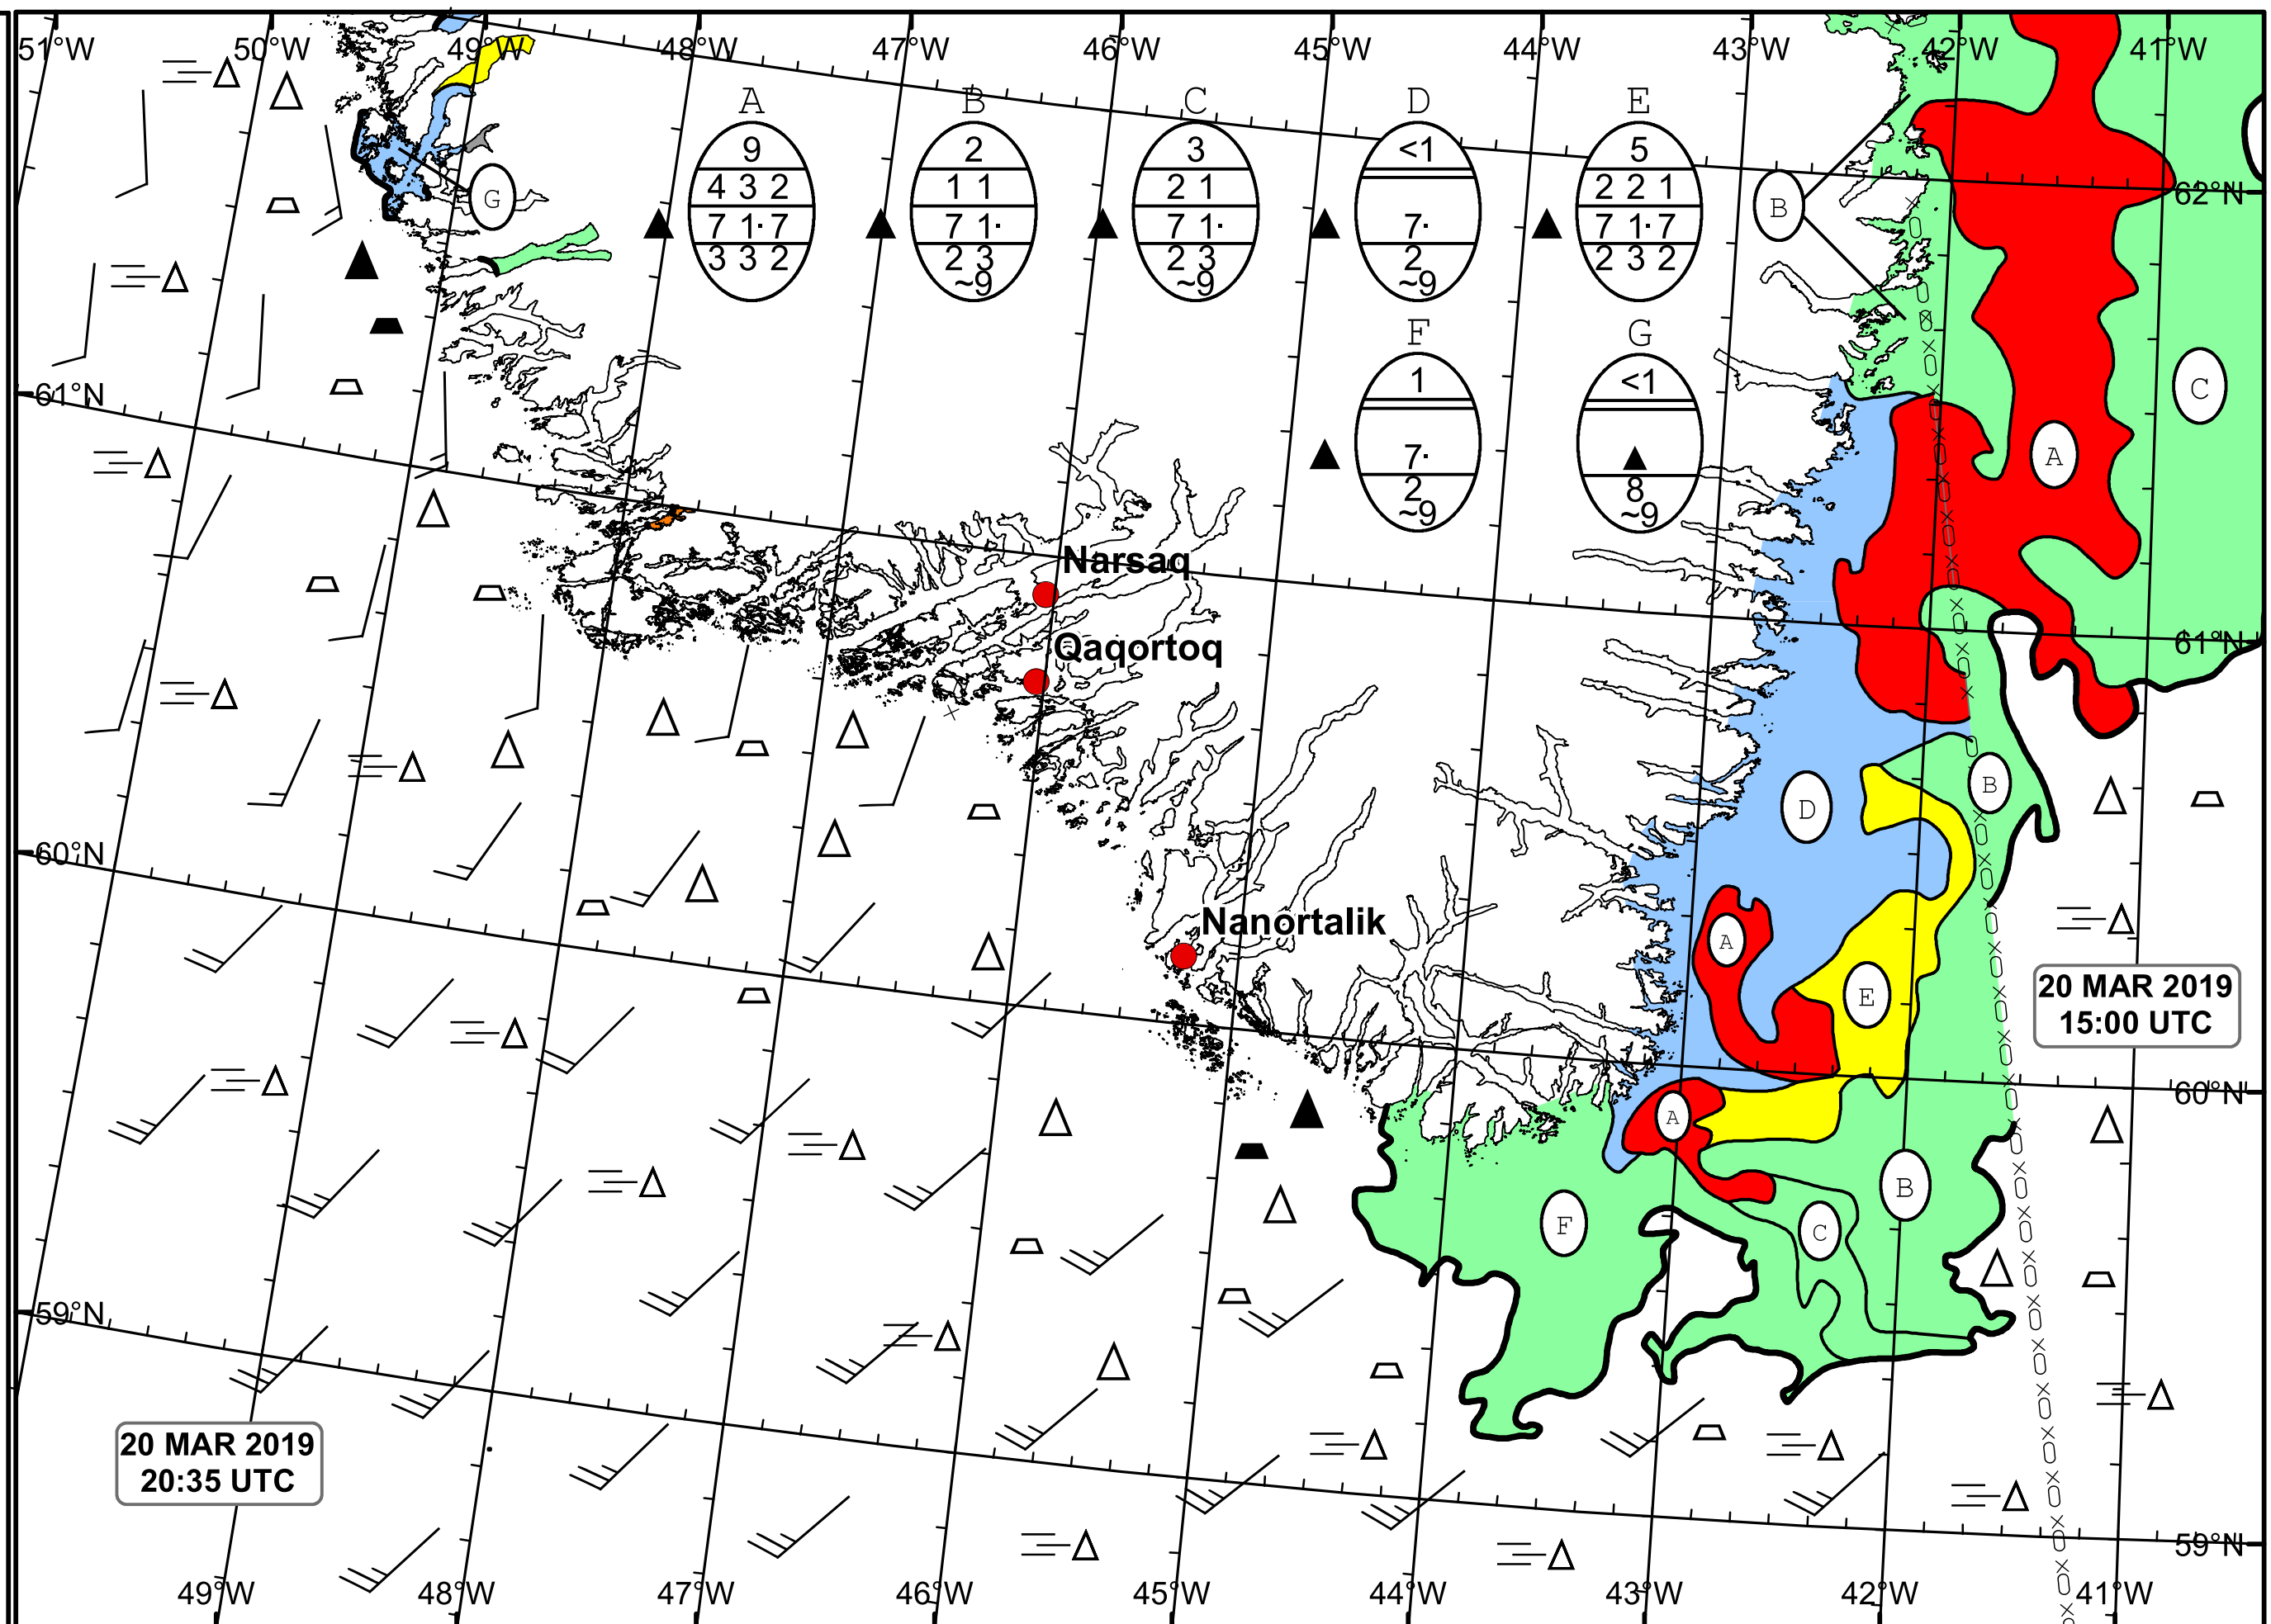 51°W 50°W 49°W 48°W 47°W 46°W 45°W 44°W 43°W 42°W 41°W
A B C D E
9 2 3 <1 5
4 3 2 1 1 2 1 2 2 1
7 1· 7 7 1· 7 1· 7· 7 1· 7
3 3 2 2 3 2 3 2 2 3 2
~9 ~9 ~9
G
B
62°N
F G
1 <1
7·
2 8
~9 ~9
61°N
C
A
Narsaq
Qaqortoq
61°N
B
D
60°N
Nanortalik
A
E
20 MAR 2019
15:00 UTC
60°N
A
B
F
C
59°N
20 MAR 2019
20:35 UTC
59°N
49°W 48°W 47°W 46°W 45°W 44°W 43°W 42°W 41°W